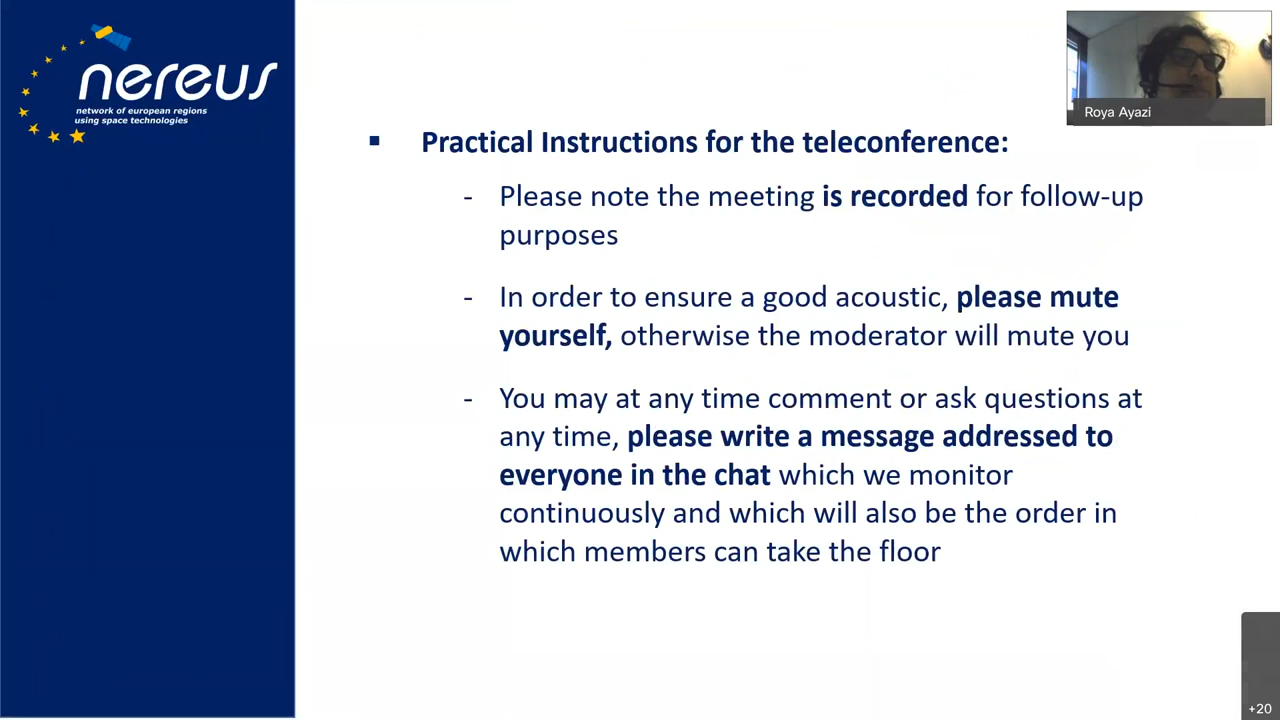 nereus
network of european regions
using space technologies
Roya Ayazi
▪ Practical Instructions for the teleconference:
- Please note the meeting is recorded for follow-up
purposes
- In order to ensure a good acoustic, please mute
yourself, otherwise the moderator will mute you
- You may at any time comment or ask questions at
any time, please write a message addressed to
everyone in the chat which we monitor
continuously and which will also be the order in
which members can take the floor
+20